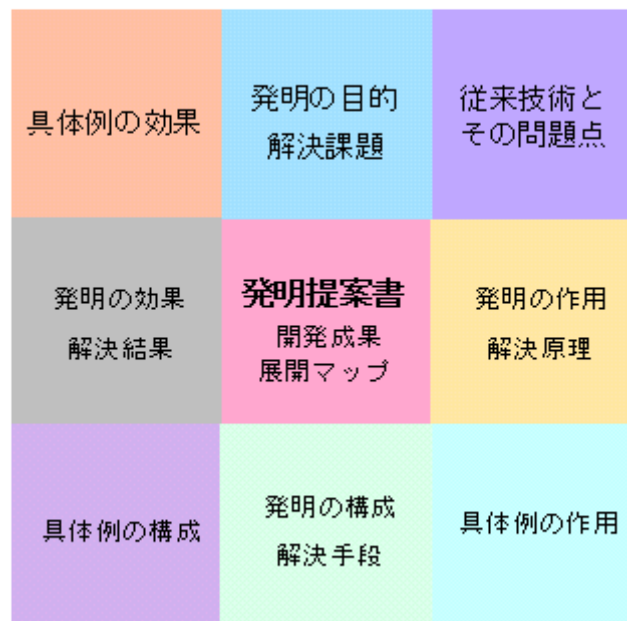 具体例の効果
発明の目的
解決課題
従来技術と
その問題点
発明の効果
解決結果
発明提案書
開発成果
展開マップ
発明の作用
解決原理
具体例の構成
発明の構成
解決手段
具体例の作用